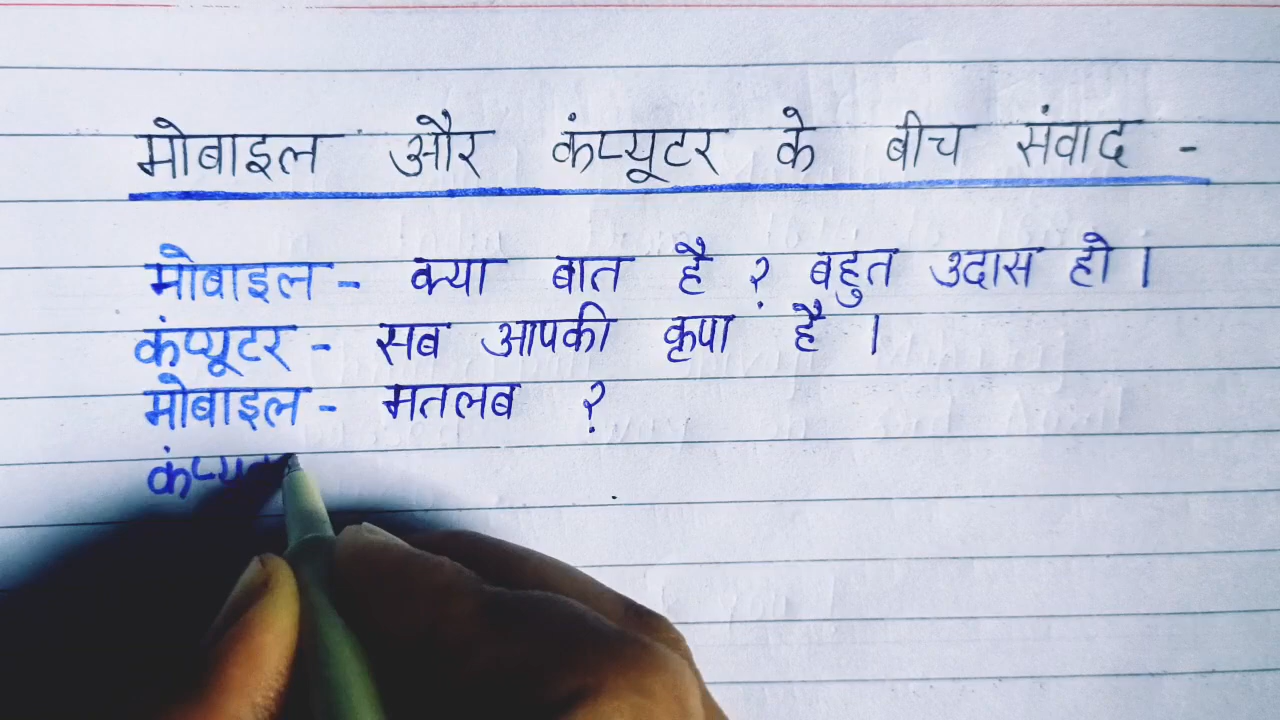 मोबाइल और कंप्यूटर के बीच संवाद -
मोबाइल - क्या बात है ? बहुत उदास हो ।
कंप्यूटर - सब आपकी कृपा है ।
मोबाइल - मतलब ?